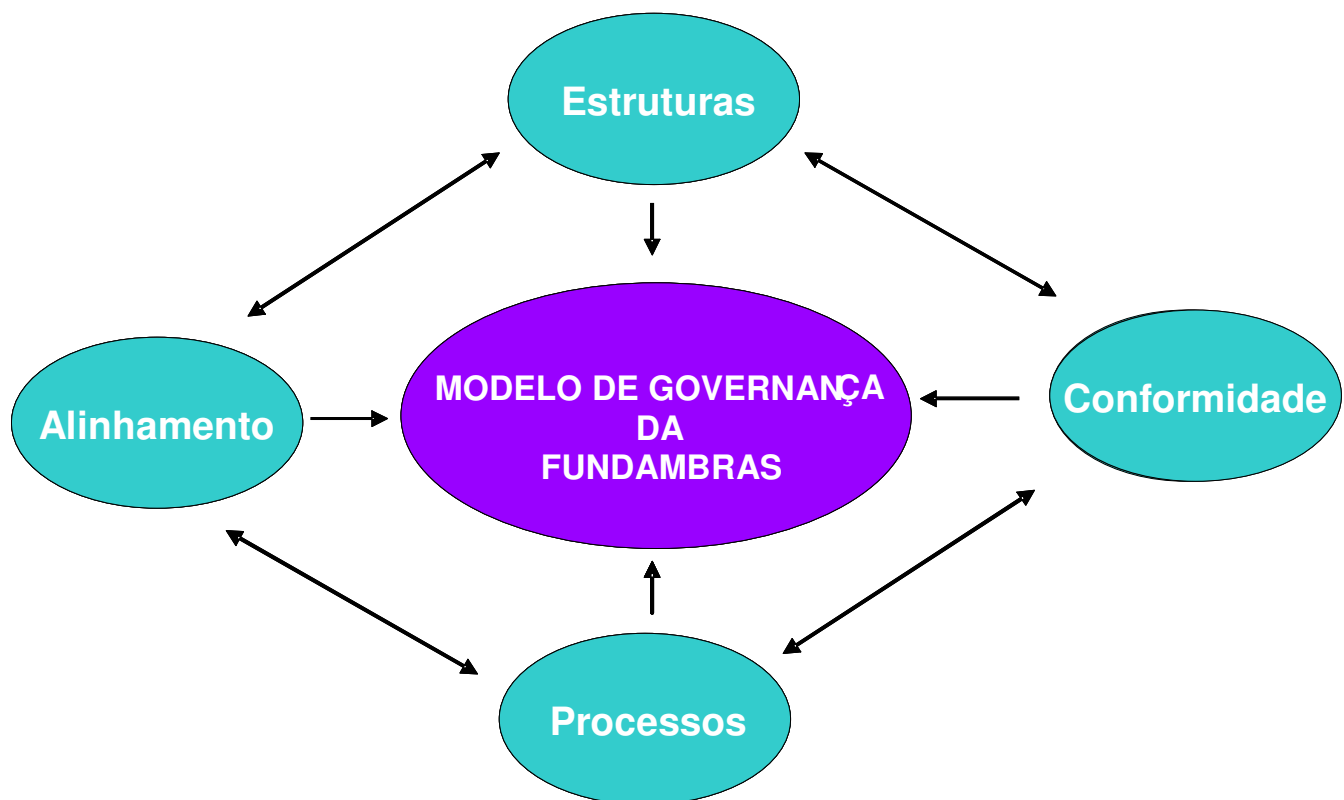 Estruturas
MODELO DE GOVERNANÇA
DA
FUNDAMBRAS
Alinhamento
Conformidade
Processos